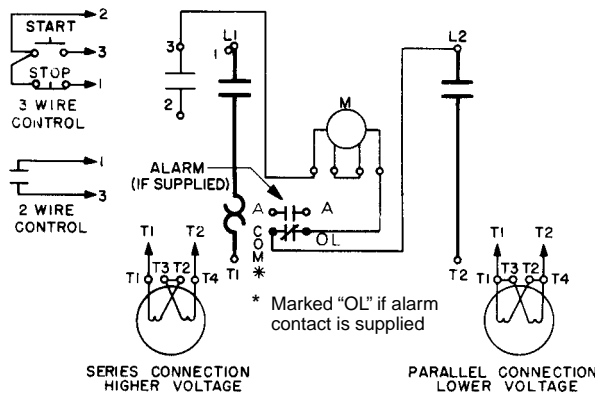 2
START
3
STOP
1
3 WIRE
CONTROL
1
3
2 WIRE
CONTROL
3
2
L1
1
L2
M
ALARM
(IF SUPPLIED)
A
A
COM
*
OL
T1
T2
* Marked "OL" if alarm
contact is supplied
T1 T2
T1 T3 T2 T4
SERIES CONNECTION
HIGHER VOLTAGE
T1 T2
T1 T3 T2 T4
PARALLEL CONNECTION
LOWER VOLTAGE